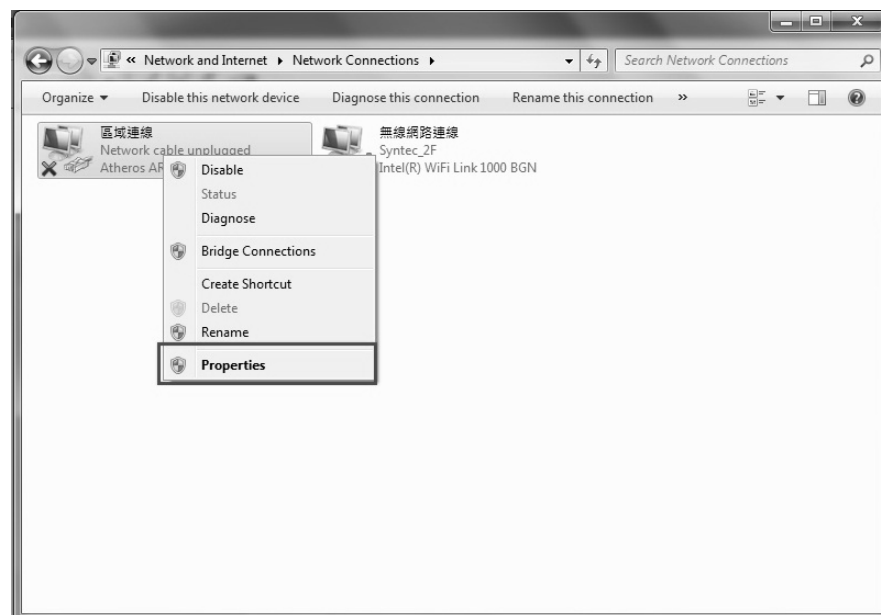 « Network and Internet ▸ Network Connections ▸
Search Network Connections
Organize ▾ Disable this network device Diagnose this connection Rename this connection »
區域連線
Network cable unplugged
Atheros AR
無線網路連線
Syntec_2F
Intel(R) WiFi Link 1000 BGN
Disable
Status
Diagnose
Bridge Connections
Create Shortcut
Delete
Rename
Properties